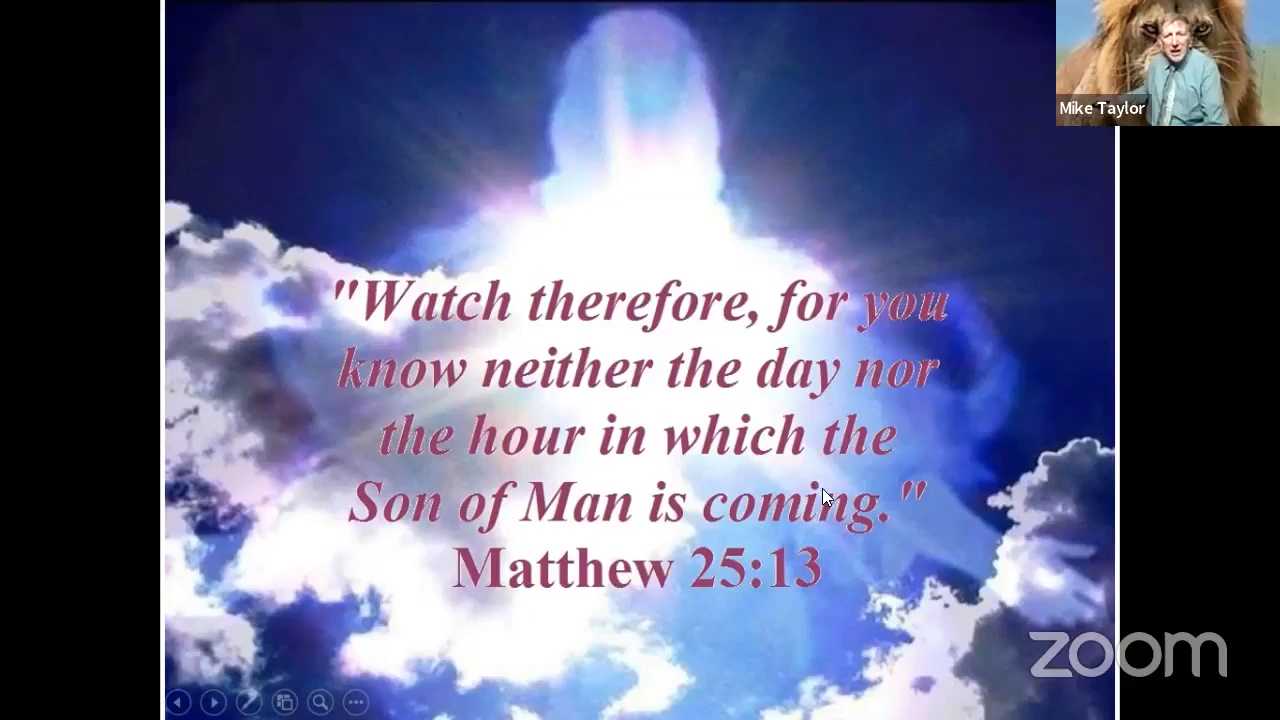 Mike Taylor
"Watch therefore, for you
know neither the day nor
the hour in which the
Son of Man is coming."
Matthew 25:13
zoom